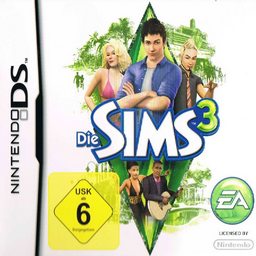 NINTENDO DS
Die SIMS 3
USK
ab
6
freigegeben
EA
LICENSED BY
Nintendo